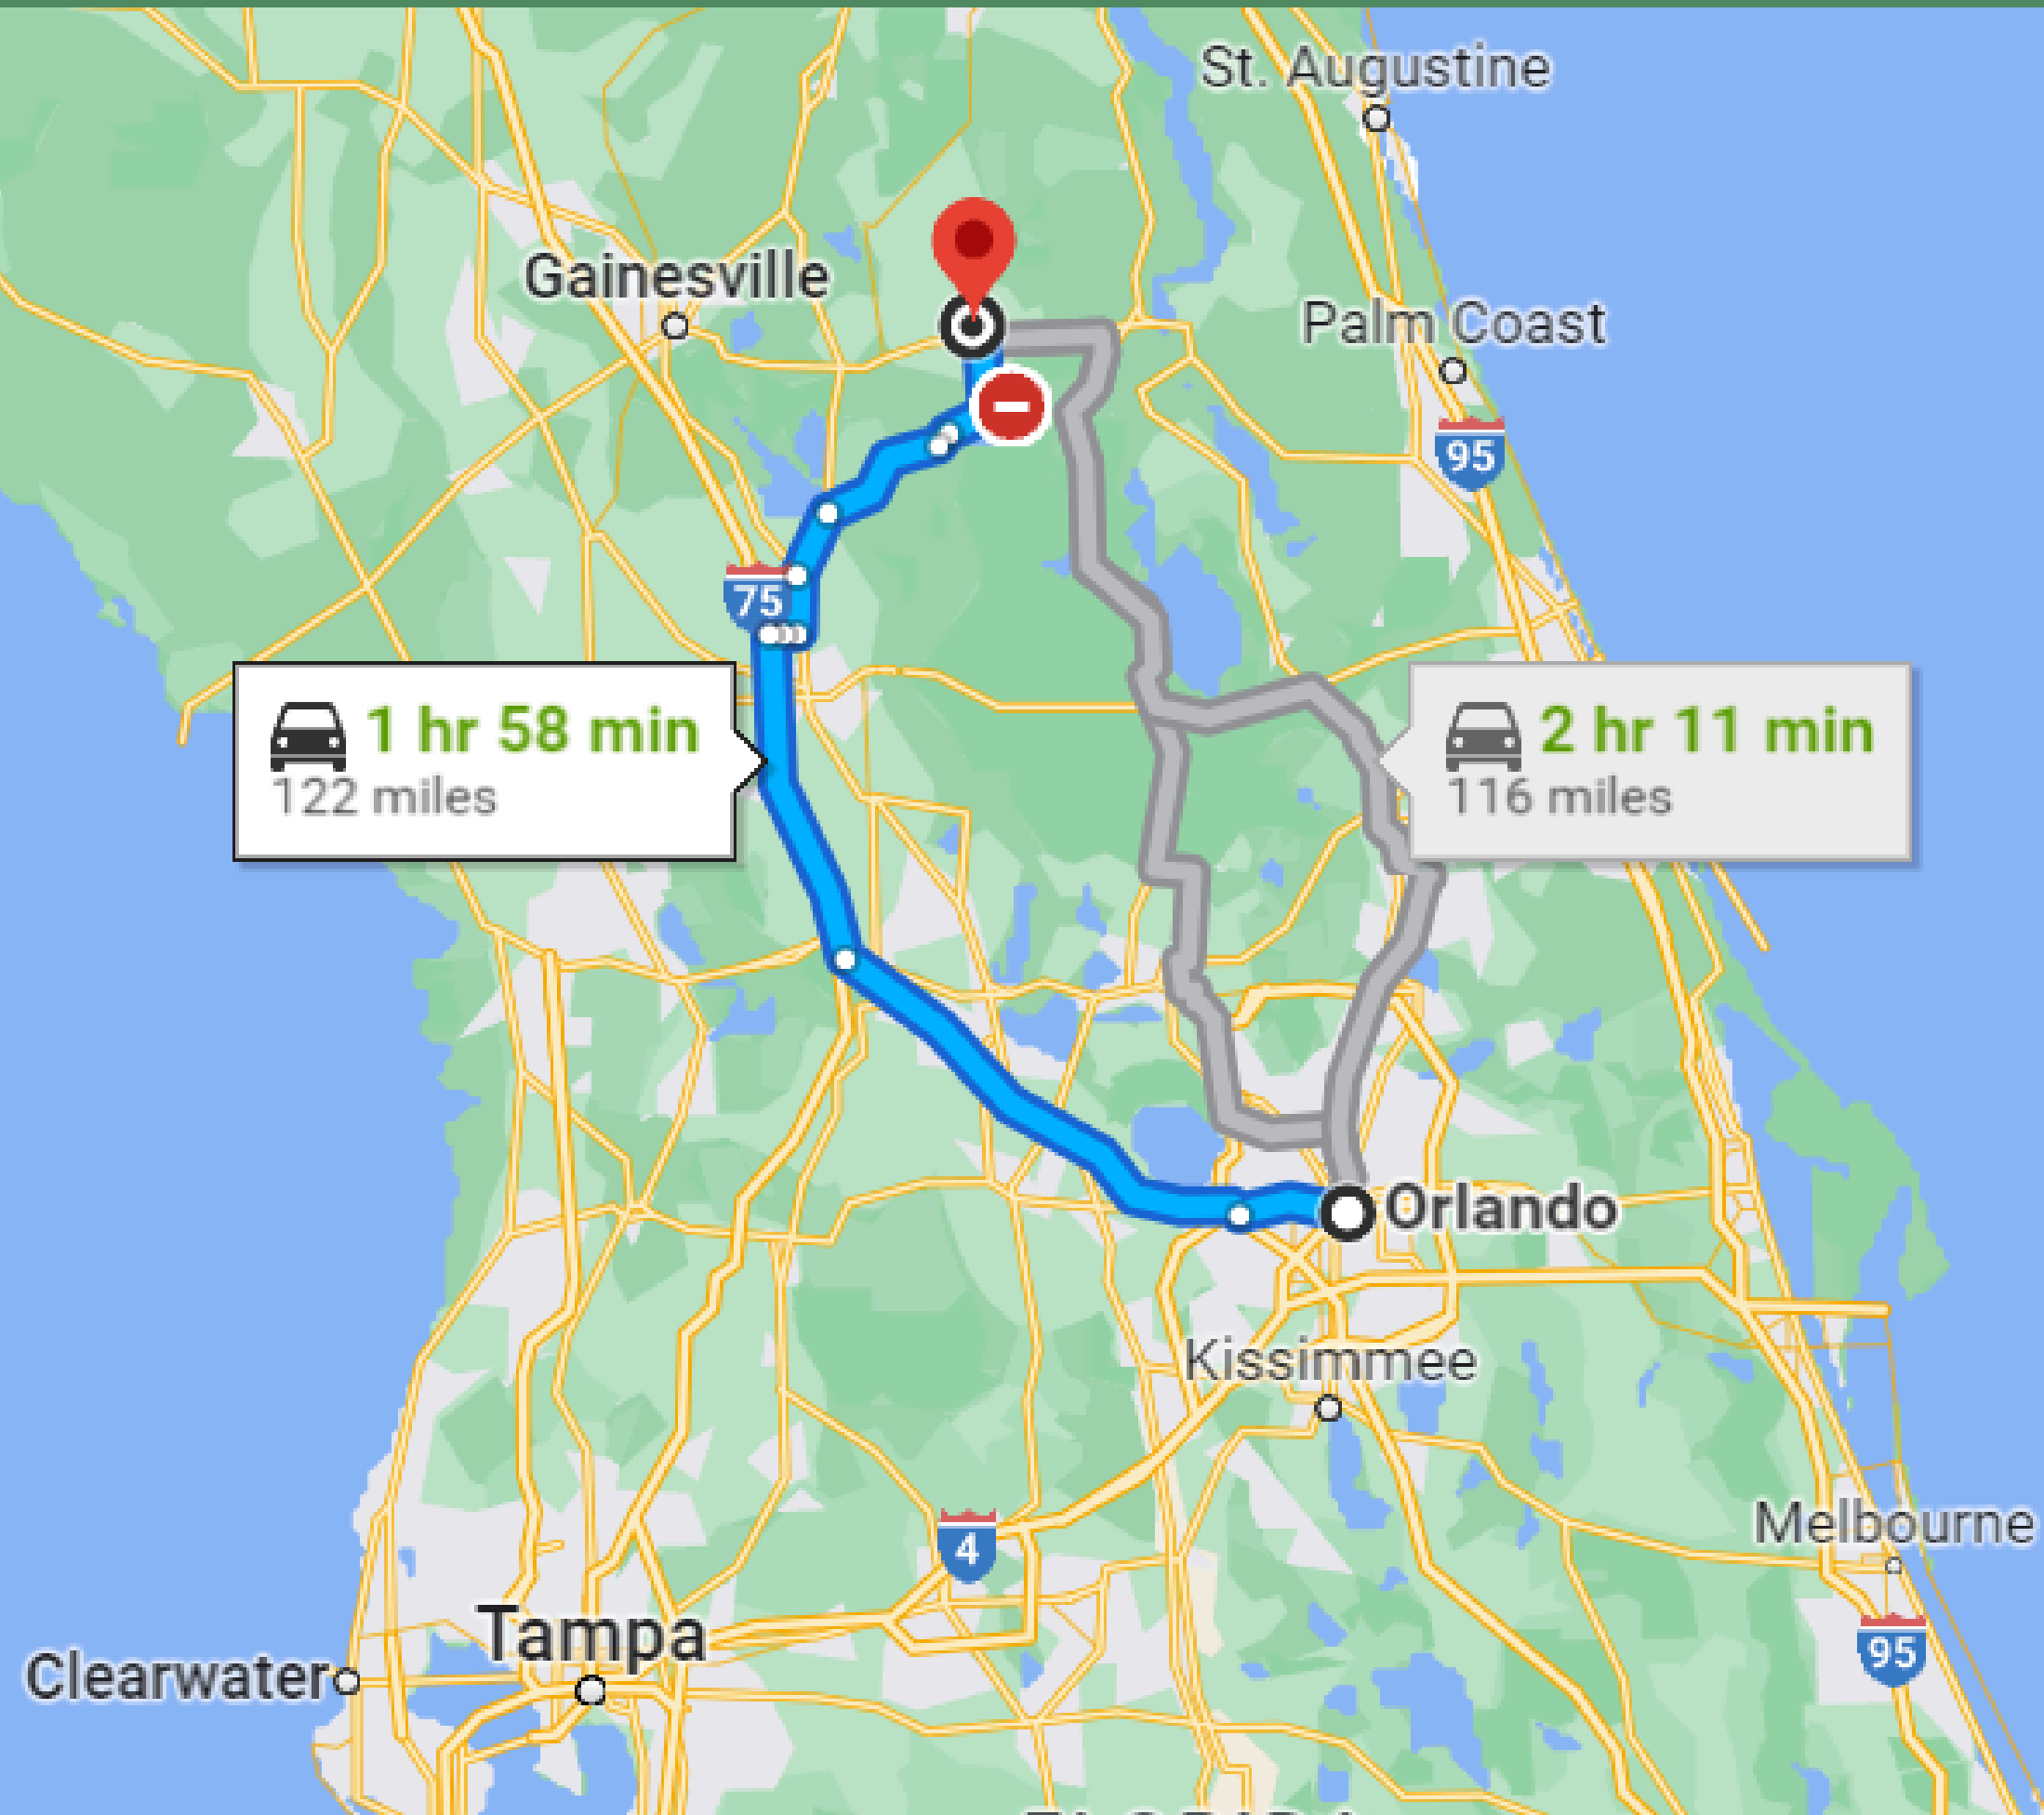 St. Augustine
Gainesville
Palm Coast
95
75
1 hr 58 min
122 miles
2 hr 11 min
116 miles
Orlando
Kissimmee
4
Melbourne
Tampa
Clearwater
95